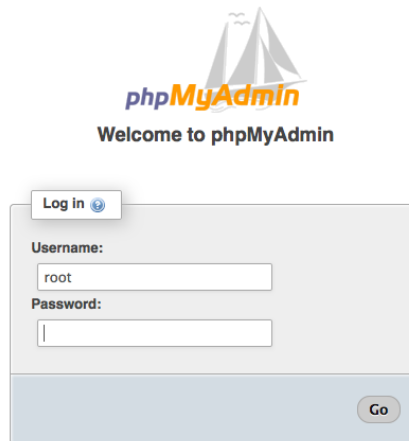 phpMyAdmin
Welcome to phpMyAdmin
Log in
Username:
root
Password:
Go